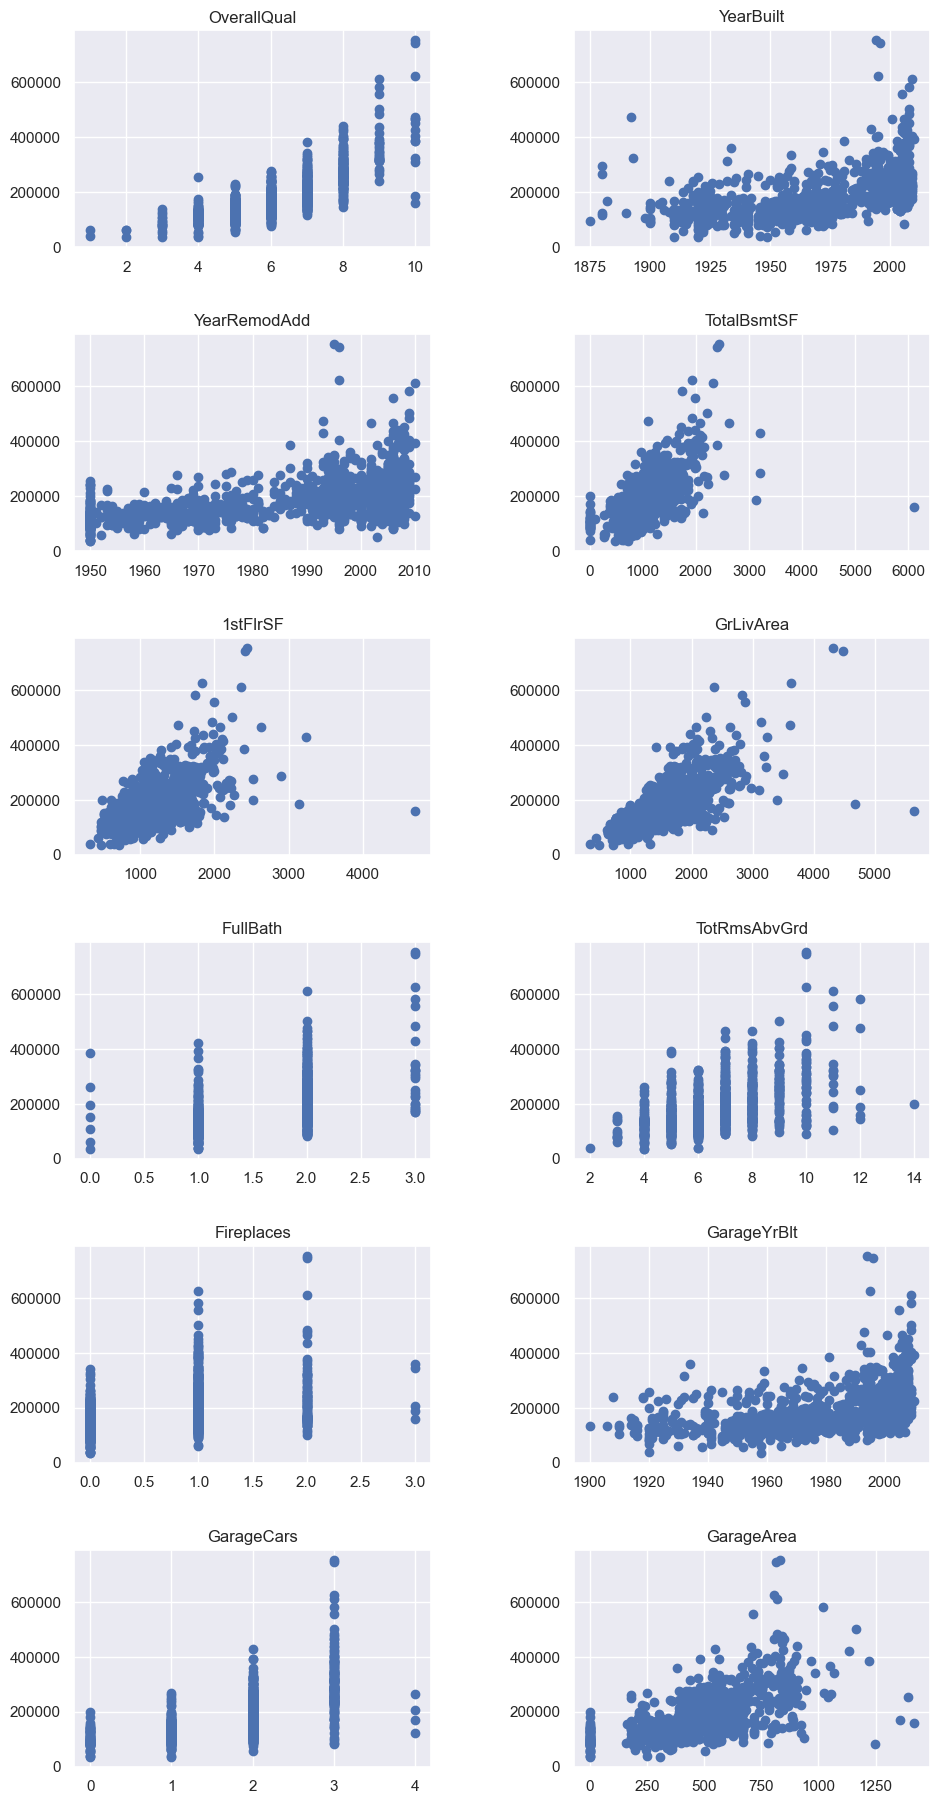 OverallQual
YearBuilt
600000
400000
200000
0
2 4 6 8 10
600000
400000
200000
0
1875 1900 1925 1950 1975 2000
YearRemodAdd
TotalBsmtSF
600000
400000
200000
0
1950 1960 1970 1980 1990 2000 2010
600000
400000
200000
0
0 1000 2000 3000 4000 5000 6000
1stFlrSF
GrLivArea
600000
400000
200000
0
1000 2000 3000 4000
600000
400000
200000
0
1000 2000 3000 4000 5000
FullBath
TotRmsAbvGrd
600000
400000
200000
0
0.0 0.5 1.0 1.5 2.0 2.5 3.0
600000
400000
200000
0
2 4 6 8 10 12 14
Fireplaces
GarageYrBlt
600000
400000
200000
0
0.0 0.5 1.0 1.5 2.0 2.5 3.0
600000
400000
200000
0
1900 1920 1940 1960 1980 2000
GarageCars
GarageArea
600000
400000
200000
0
0 1 2 3 4
600000
400000
200000
0
0 250 500 750 1000 1250